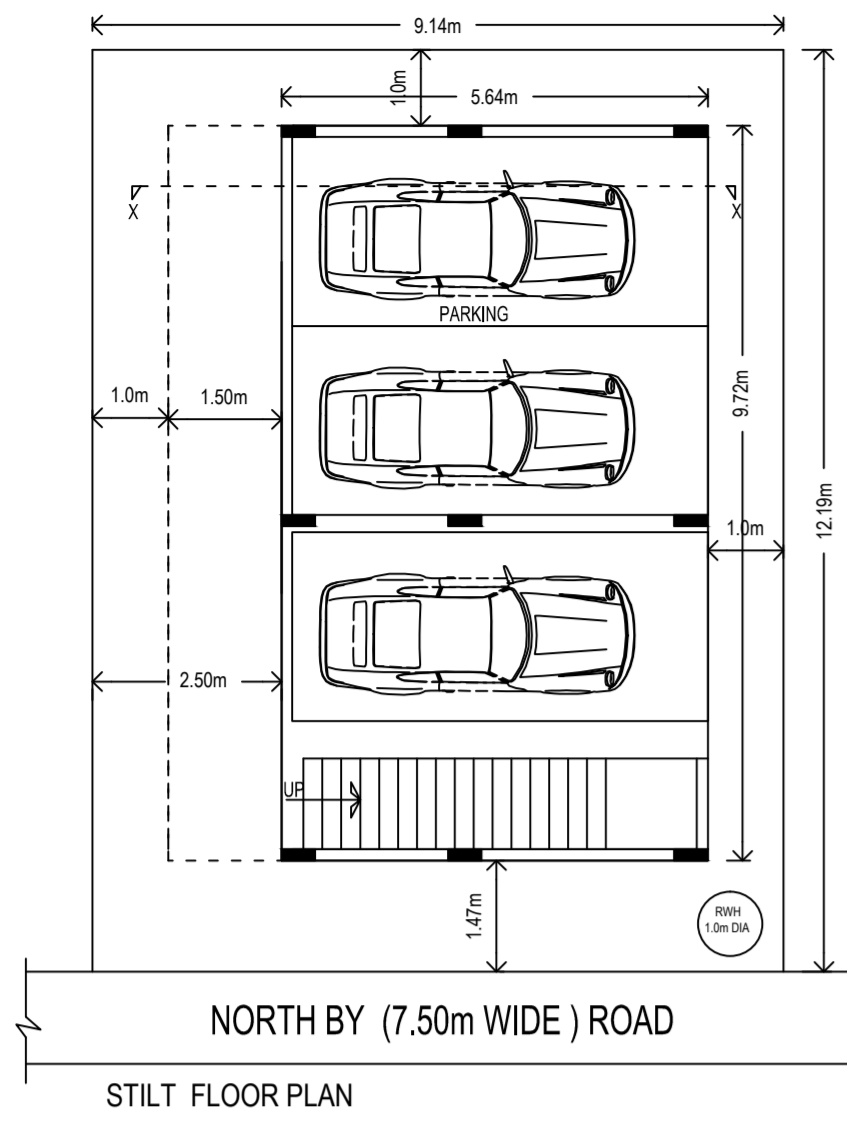 9.14m
1.0m
5.64m
X
X
PARKING
1.0m
1.50m
9.72m
12.19m
1.0m
2.50m
UP
1.47m
RWH
1.0m DIA
NORTH BY (7.50m WIDE ) ROAD
STILT FLOOR PLAN